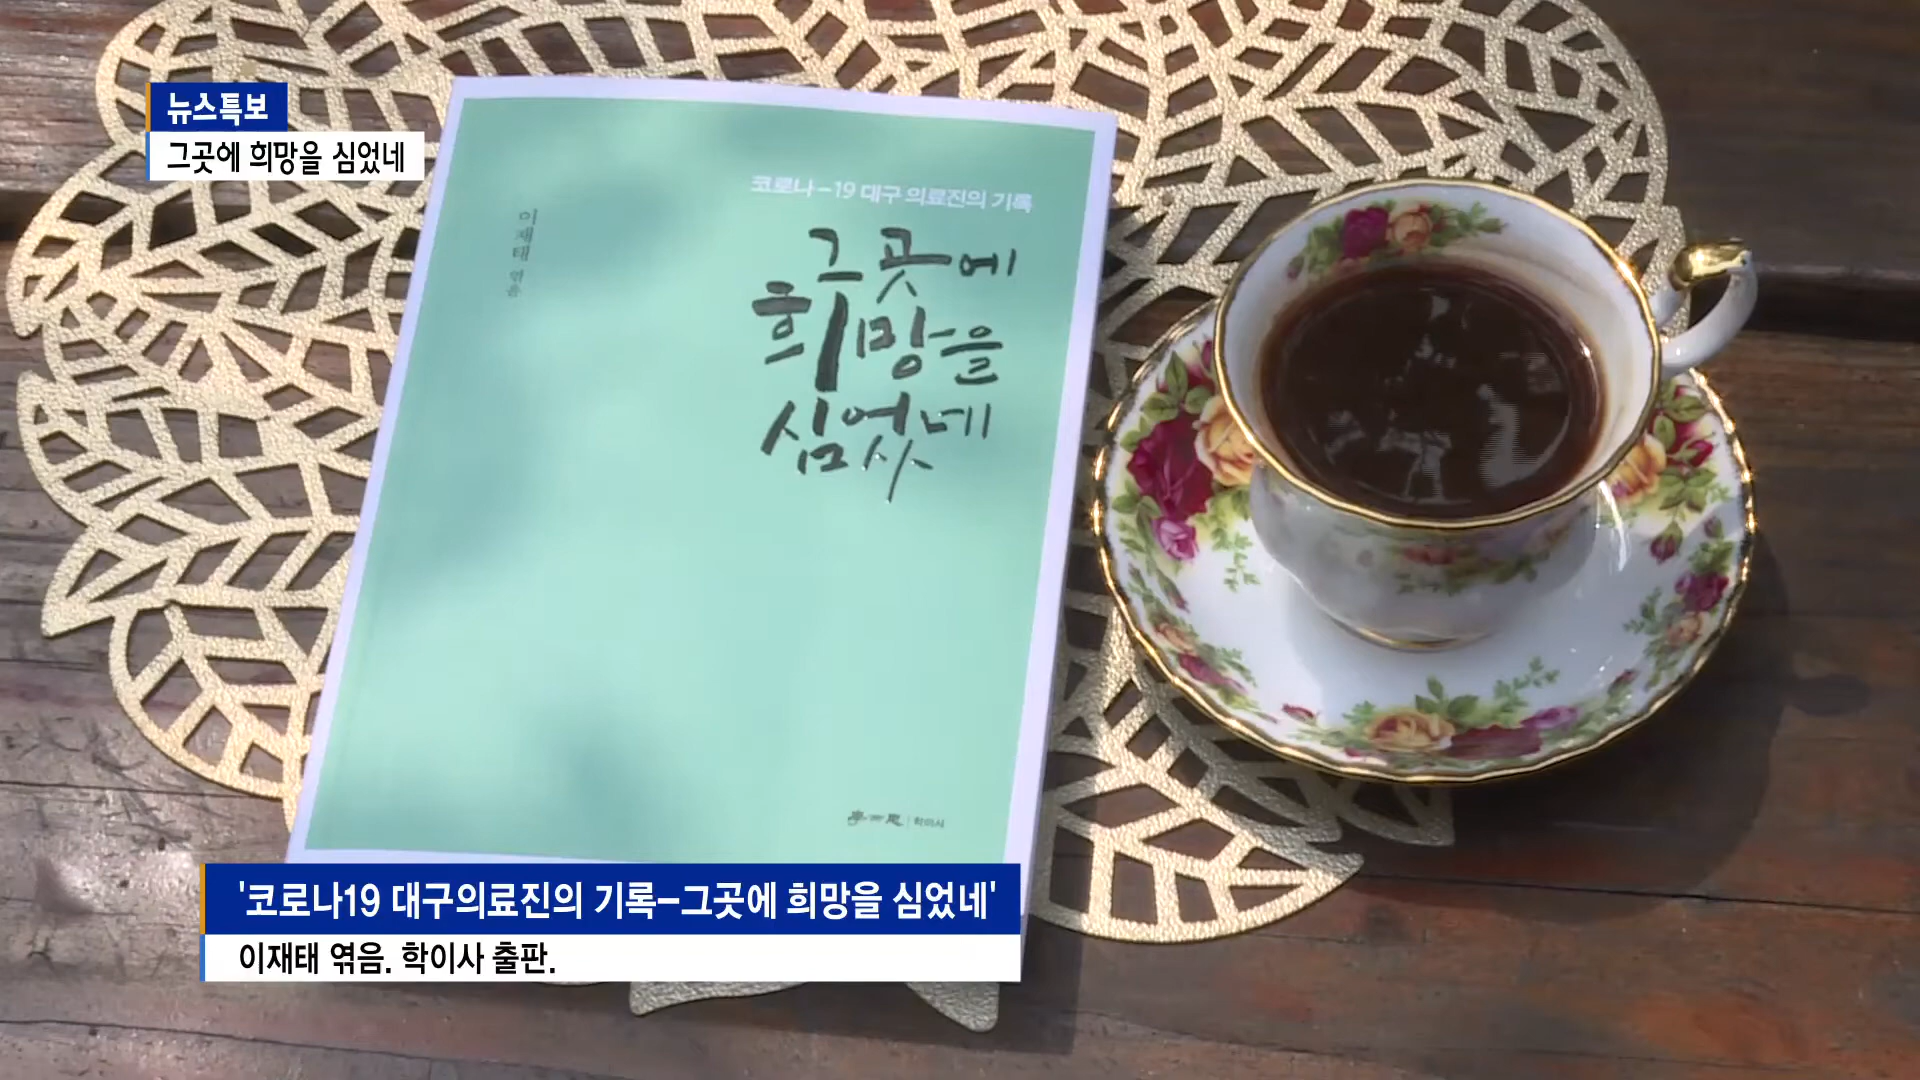 뉴스특보
그곳에 희망을 심었네
코로나-19 대구 의료진의 기록
그곳에
희망을
심었네
이재태 엮음
學而思 | 학이사
'코로나19 대구의료진의 기록-그곳에 희망을 심었네'
이재태 엮음. 학이사 출판.